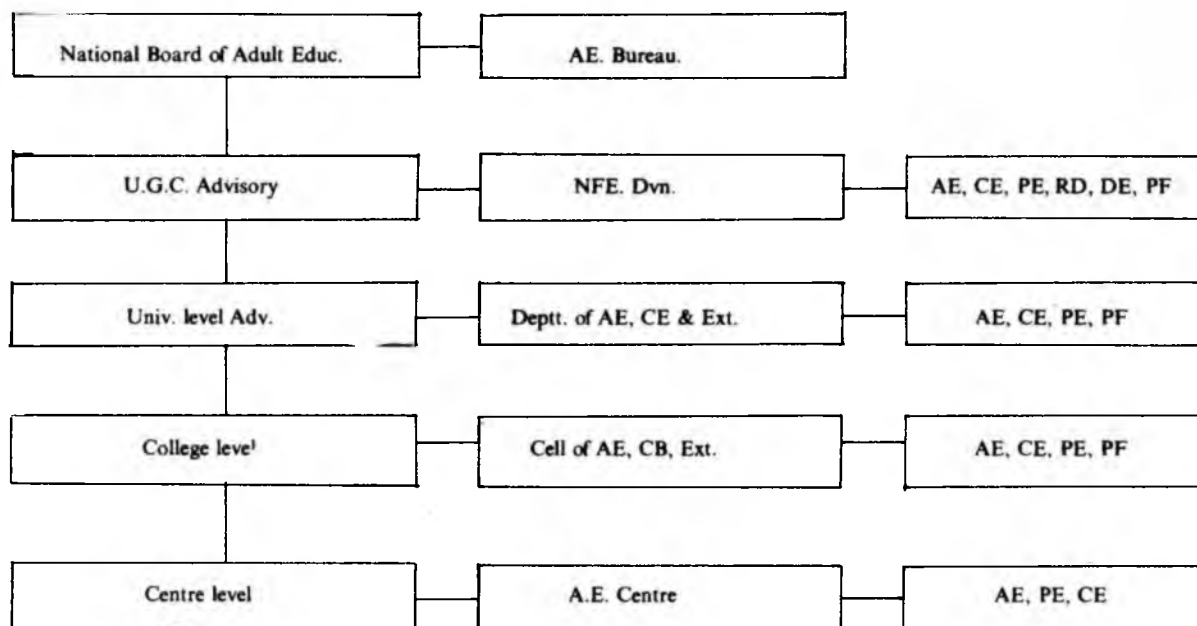 National Board of Adult Educ.
AE. Bureau.
U.G.C. Advisory
NFE. Dvn.
AE, CE, PE, RD, DE, PF
Univ. level Adv.
Deptt. of AE, CE & Ext.
AE, CE, PE, PF
College level
Cell of AE, CB, Ext.
AE, CE, PE, PF
Centre level
A.E. Centre
AE, PE, CE